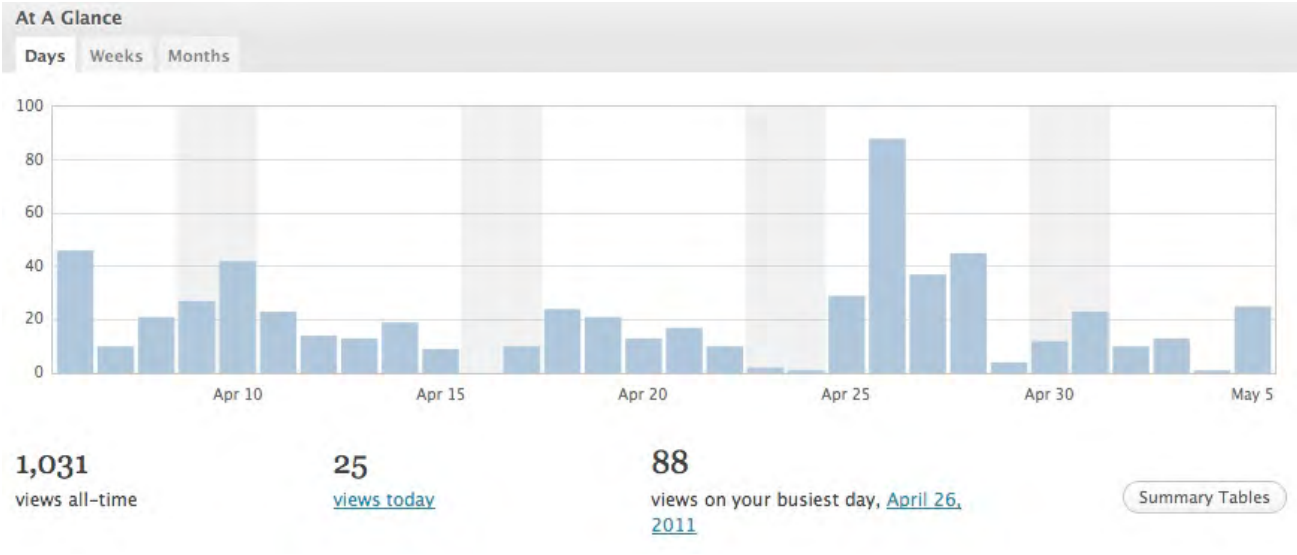 At A Glance
Days Weeks Months
100
80
60
40
20
0
Apr 10 Apr 15 Apr 20 Apr 25 Apr 30 May 5
1,031 25 88
views all-time views today views on your busiest day, April 26,
2011
Summary Tables